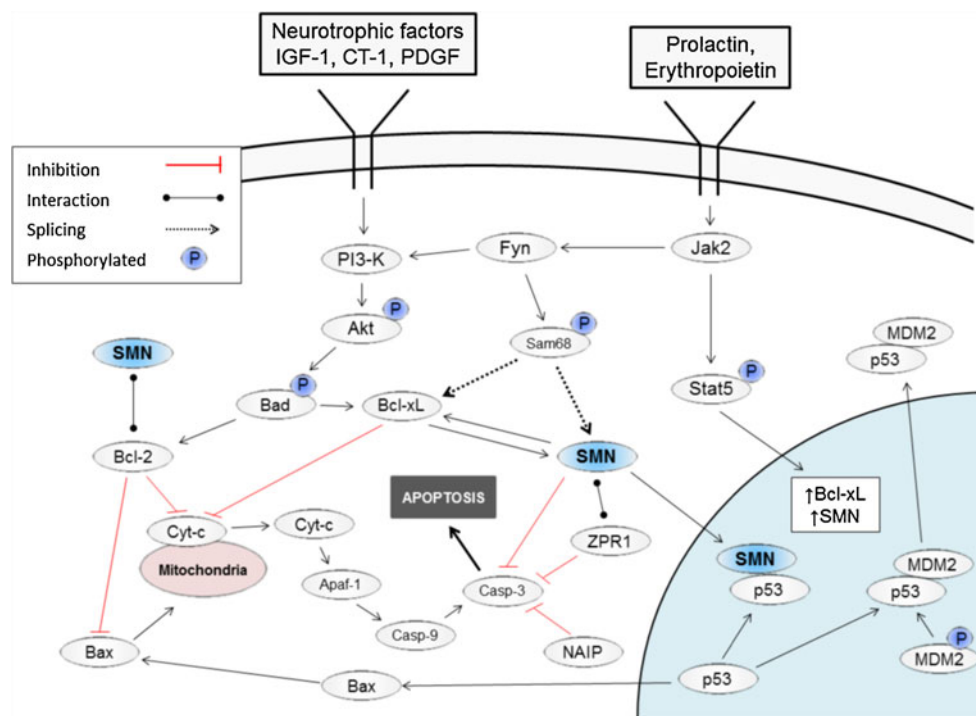 Neurotrophic factors
IGF-1, CT-1, PDGF
Prolactin,
Erythropoietin
Inhibition
Interaction
Splicing
Phosphorylated
P
PI3-K
Fyn
Jak2
Akt
P
Sam68
P
SMN
Stat5
P
MDM2
p53
Bad
P
Bcl-xL
Bcl-2
SMN
↑Bcl-xL
↑SMN
APOPTOSIS
Cyt-c
Cyt-c
ZPR1
Mitochondria
Apaf-1
Casp-3
SMN
p53
MDM2
p53
Casp-9
NAIP
Bax
Bax
p53
MDM2
P